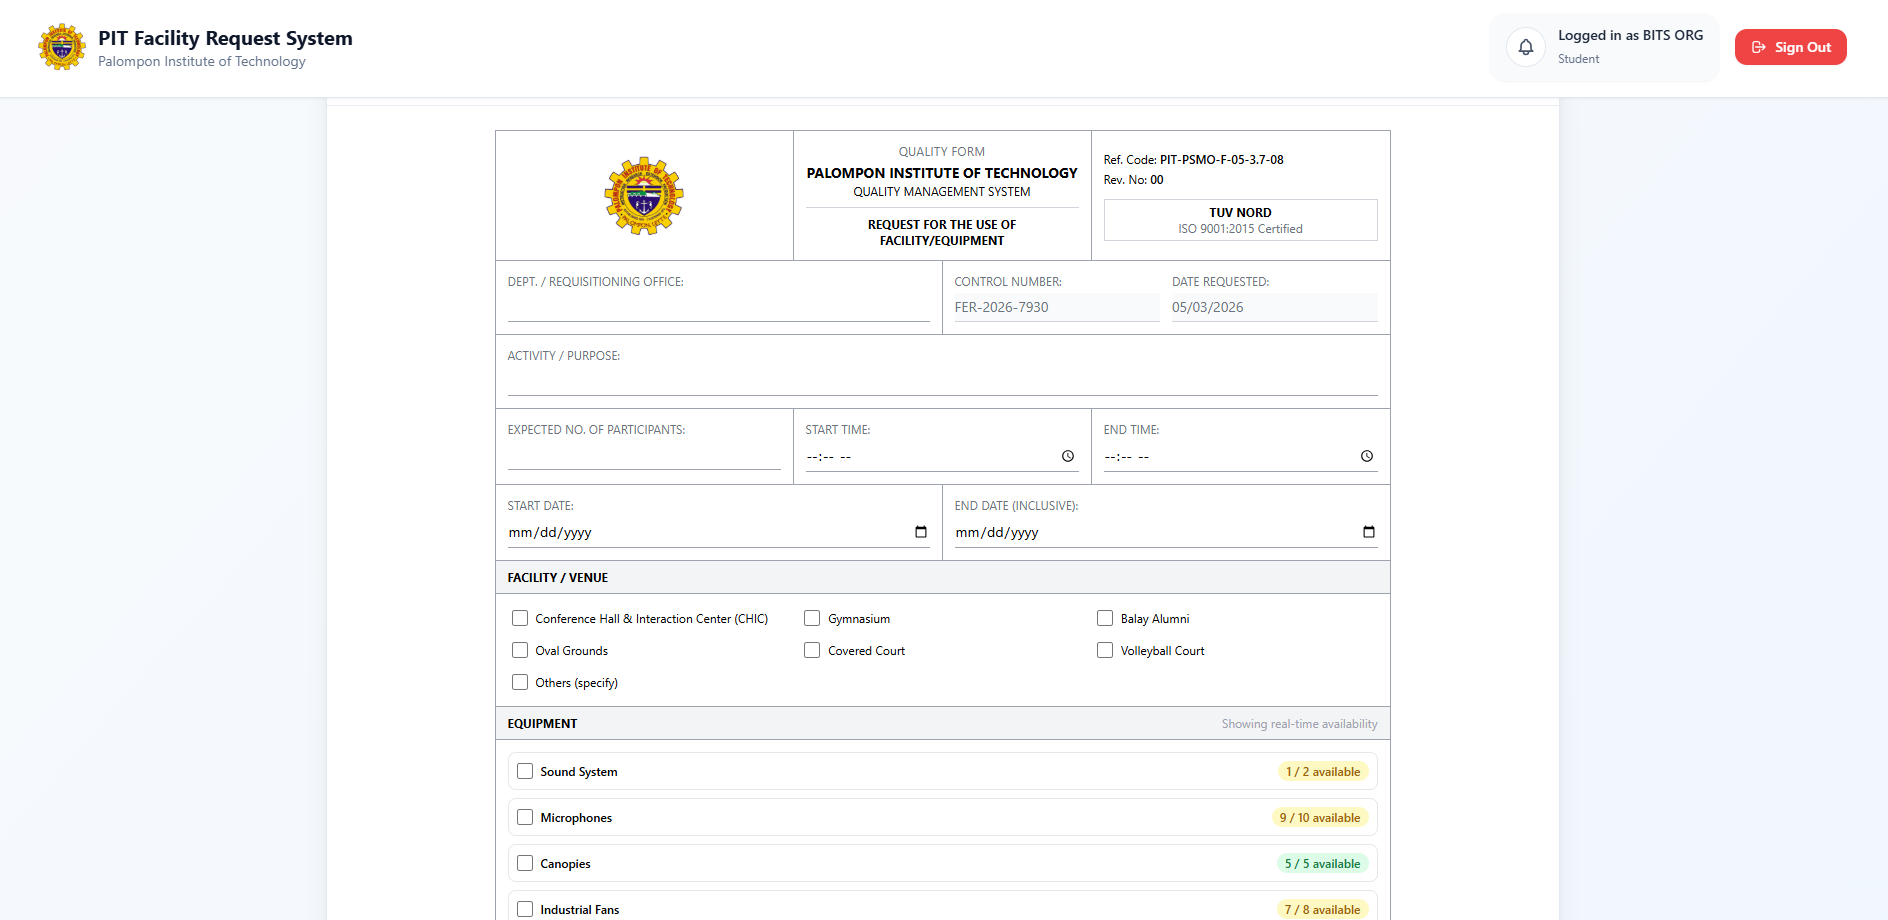 PIT Facility Request System
Palompon Institute of Technology
Logged in as BITS ORG
Student
Sign Out
QUALITY FORM
PALOMPON INSTITUTE OF TECHNOLOGY
QUALITY MANAGEMENT SYSTEM
REQUEST FOR THE USE OF
FACILITY/EQUIPMENT
Ref. Code: PIT-PSMO-F-05-3.7-08
Rev. No: 00
TUV NORD
ISO 9001:2015 Certified
DEPT. / REQUISITIONING OFFICE:
CONTROL NUMBER:
FER-2026-7930
DATE REQUESTED:
05/03/2026
ACTIVITY / PURPOSE:
EXPECTED NO. OF PARTICIPANTS:
START TIME:
--:-- --
END TIME:
--:-- --
START DATE:
mm/dd/yyyy
END DATE (INCLUSIVE):
mm/dd/yyyy
FACILITY / VENUE
Conference Hall & Interaction Center (CHIC)
Gymnasium
Balay Alumni
Oval Grounds
Covered Court
Volleyball Court
Others (specify)
EQUIPMENT
Showing real-time availability
Sound System
1 / 2 available
Microphones
9 / 10 available
Canopies
5 / 5 available
Industrial Fans
7 / 8 available